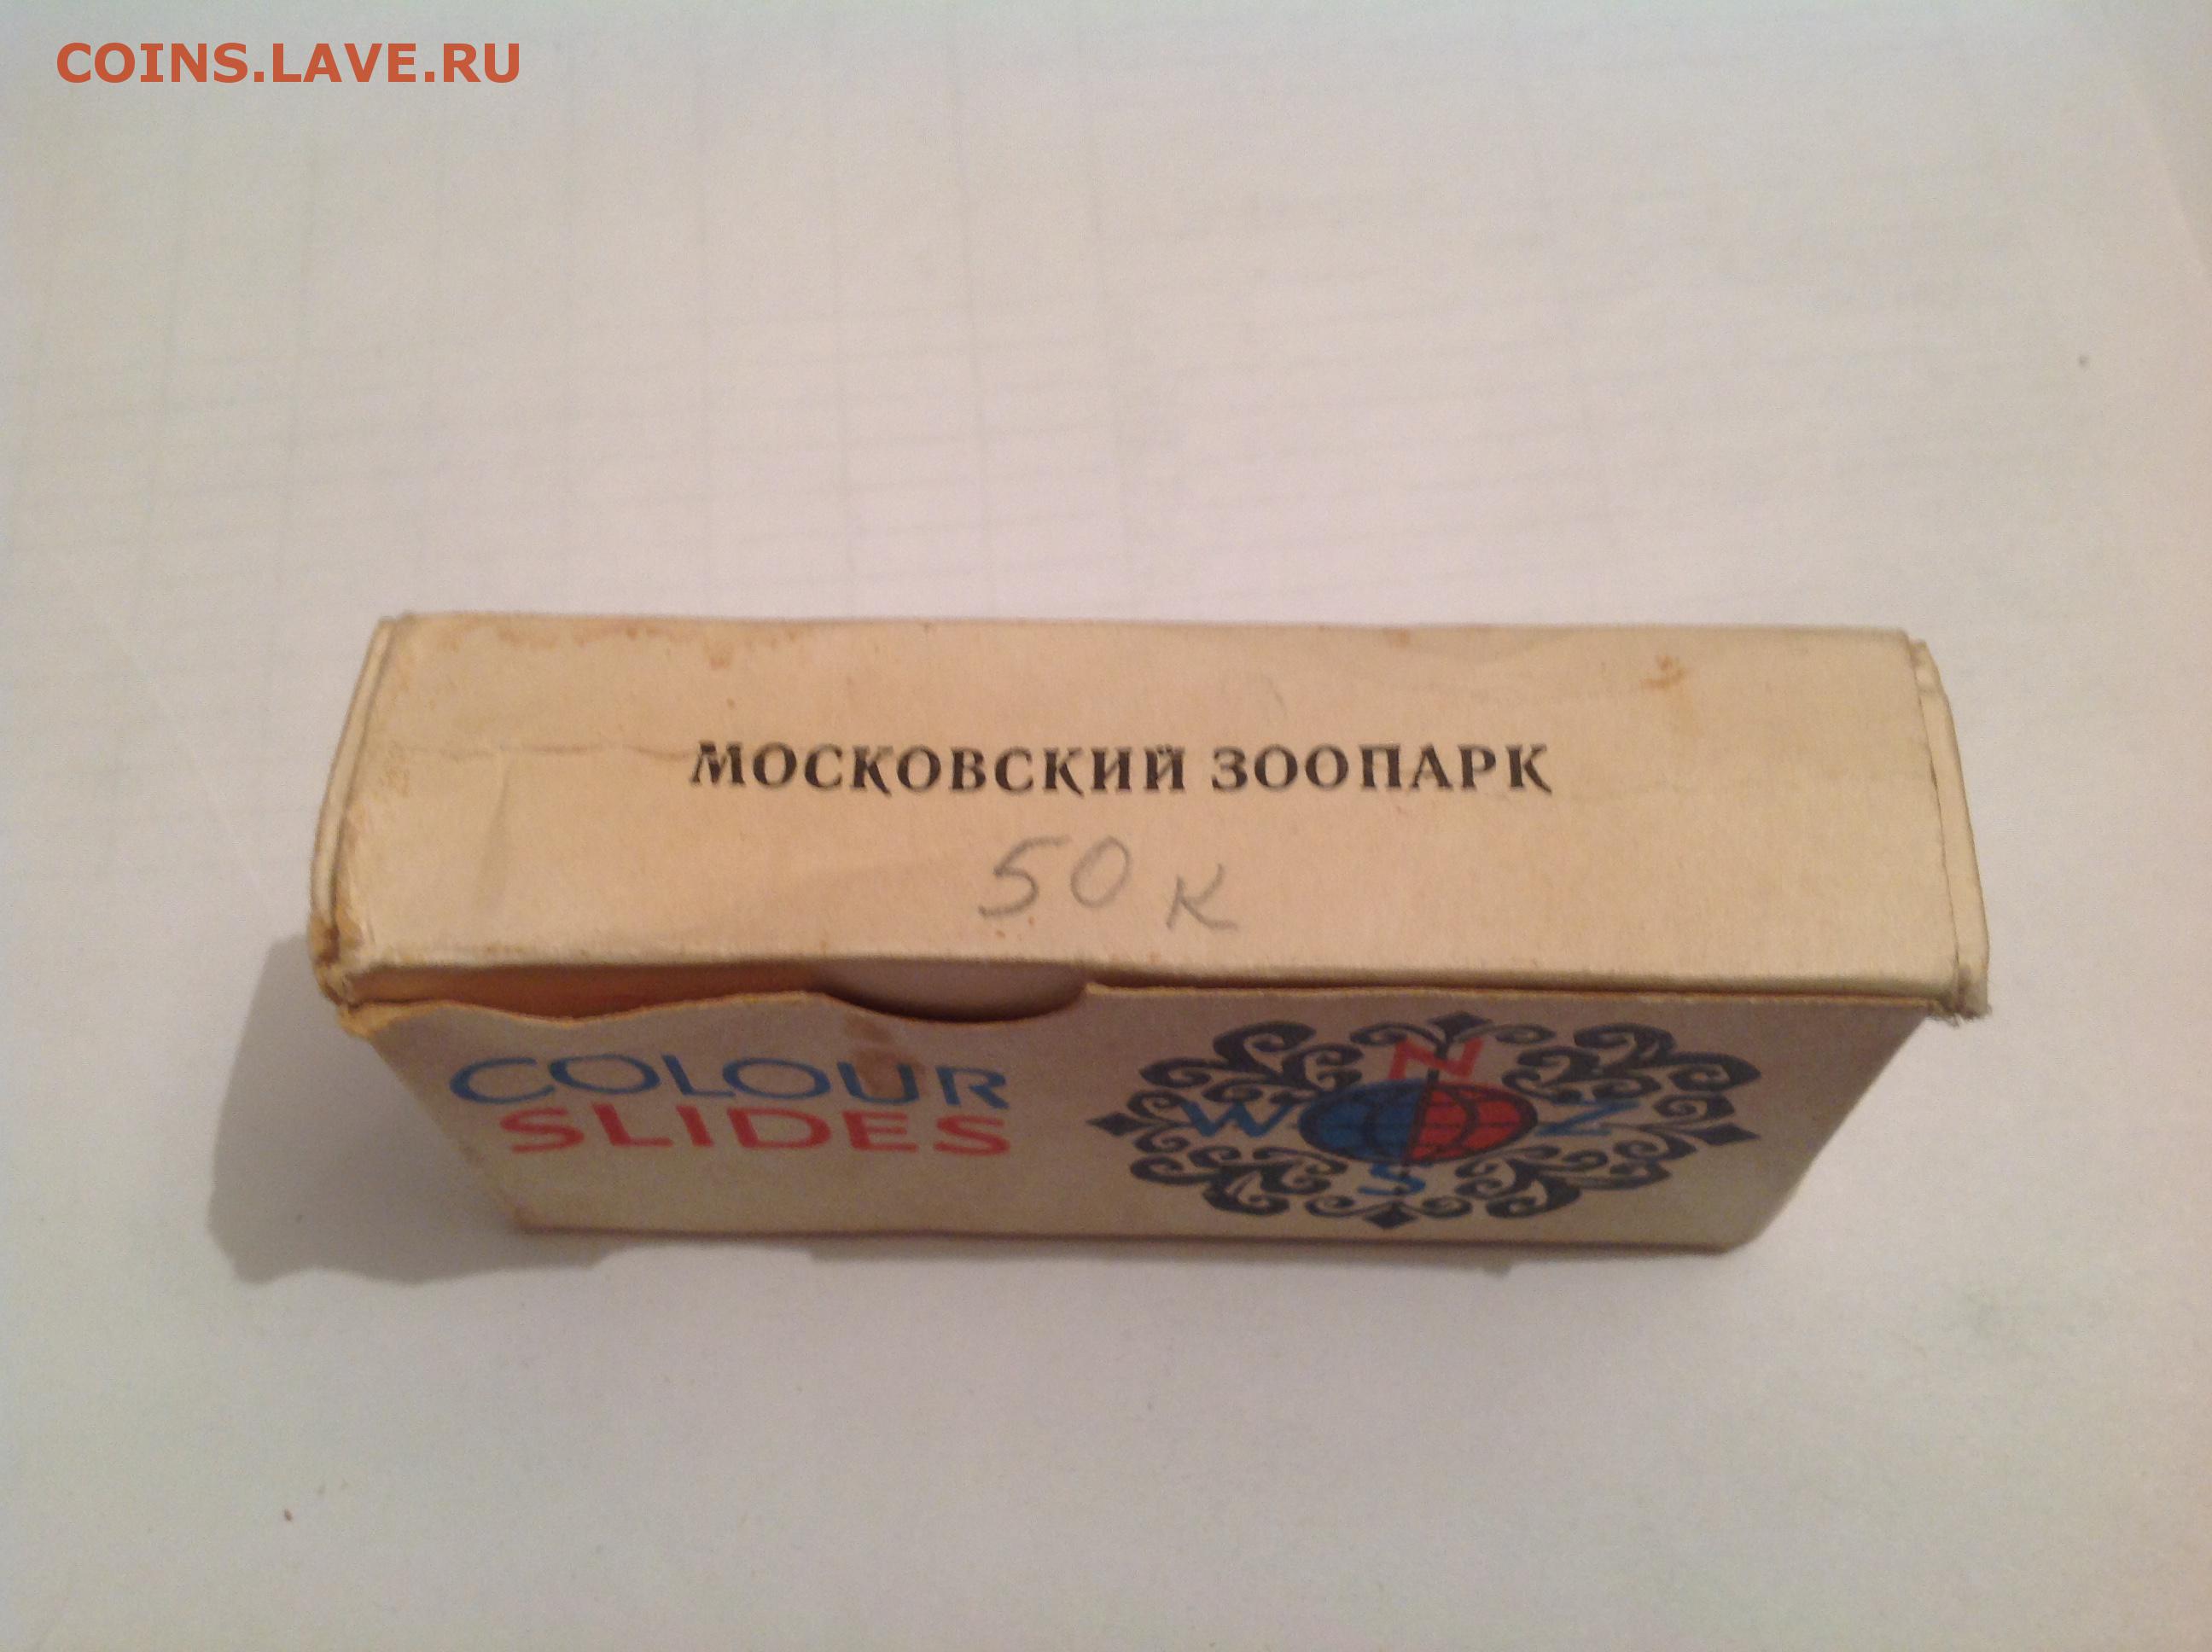 COINS.LAVE.RU
МОСКОВСКИЙ ЗООПАРК
50 к
COLOUR
SLIDES
N
W Z
S